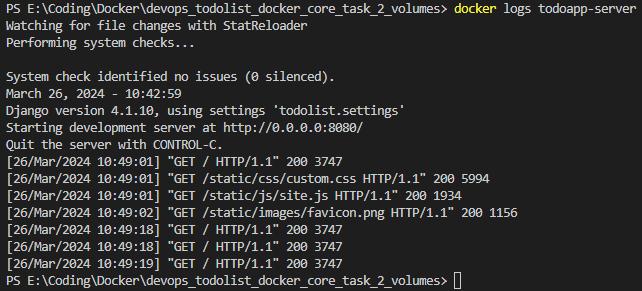 PS E:\Coding\Docker\devops_todolist_docker_core_task_2_volumes> docker logs todoapp-server
Watching for file changes with StatReloader
Performing system checks...
System check identified no issues (0 silenced).
March 26, 2024 - 10:42:59
Django version 4.1.10, using settings 'todolist.settings'
Starting development server at http://0.0.0.0:8080/
Quit the server with CONTROL-C.
[26/Mar/2024 10:49:01] "GET / HTTP/1.1" 200 3747
[26/Mar/2024 10:49:01] "GET /static/css/custom.css HTTP/1.1" 200 5994
[26/Mar/2024 10:49:01] "GET /static/js/site.js HTTP/1.1" 200 1934
[26/Mar/2024 10:49:02] "GET /static/images/favicon.png HTTP/1.1" 200 1156
[26/Mar/2024 10:49:18] "GET / HTTP/1.1" 200 3747
[26/Mar/2024 10:49:18] "GET / HTTP/1.1" 200 3747
[26/Mar/2024 10:49:19] "GET / HTTP/1.1" 200 3747
PS E:\Coding\Docker\devops_todolist_docker_core_task_2_volumes>